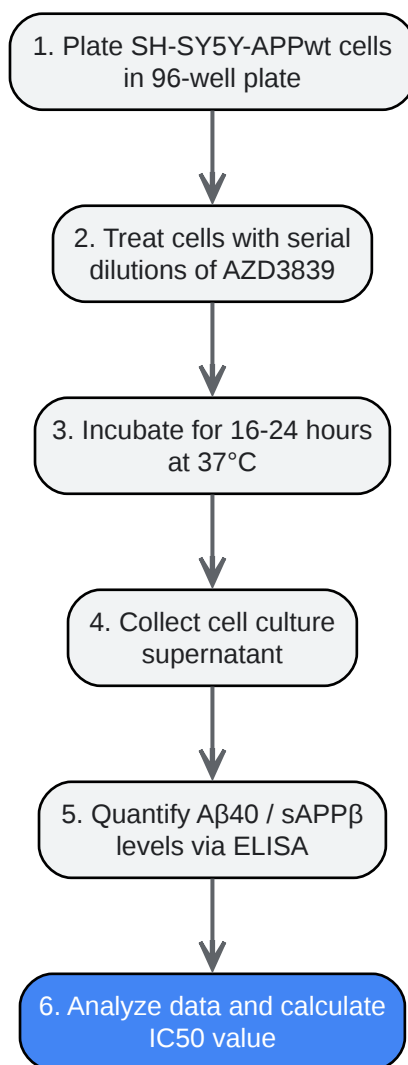 1. Plate SH-SY5Y-APPwt cells
in 96-well plate
2. Treat cells with serial
dilutions of AZD3839
3. Incubate for 16-24 hours
at 37°C
4. Collect cell culture
supernatant
5. Quantify Aβ40 / sAPPβ
levels via ELISA
6. Analyze data and calculate
IC50 value